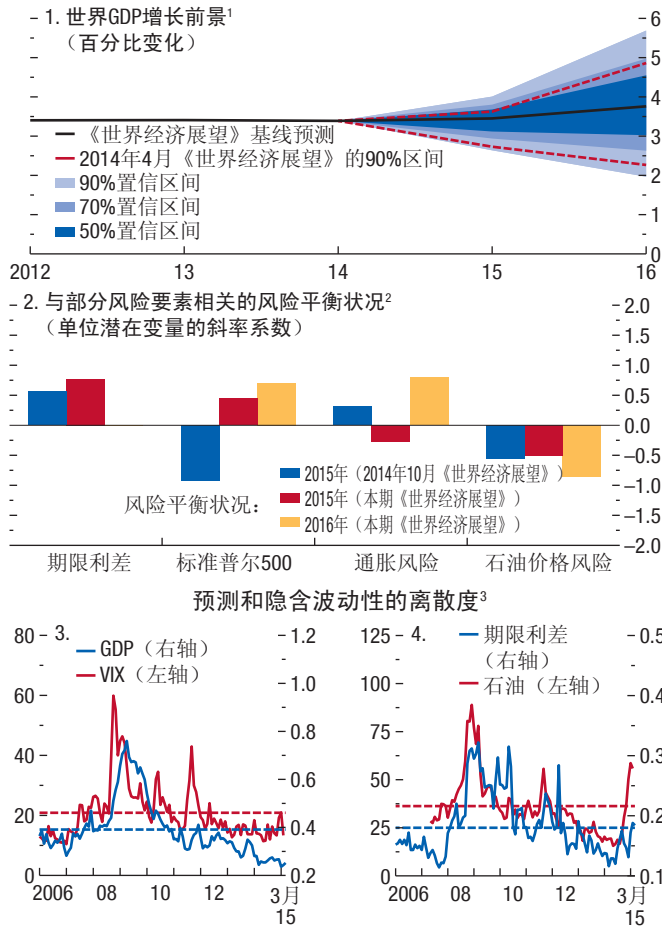 1. 世界GDP增长前景¹
（百分比变化）
6
5
4
3
2
1
0
《世界经济展望》基线预测
2014年4月《世界经济展望》的90%区间
90%置信区间
70%置信区间
50%置信区间
2012 13 14 15 16
2. 与部分风险要素相关的风险平衡状况²
（单位潜在变量的斜率系数）
2.0
1.5
1.0
0.5
0.0
−0.5
−1.0
−1.5
−2.0
风险平衡状况：
2015年（2014年10月《世界经济展望》）
2015年（本期《世界经济展望》）
2016年（本期《世界经济展望》）
期限利差 标准普尔500 通胀风险 石油价格风险
预测和隐含波动性的离散度³
3.
GDP（右轴）
VIX（左轴）
80
60
40
20
0
1.2
1.0
0.8
0.6
0.4
0.2
2006 08 10 12 3月
15
4.
期限利差
（右轴）
石油（左轴）
125
100
75
50
25
0
0.5
0.4
0.3
0.2
0.1
2006 08 10 12 3月
15